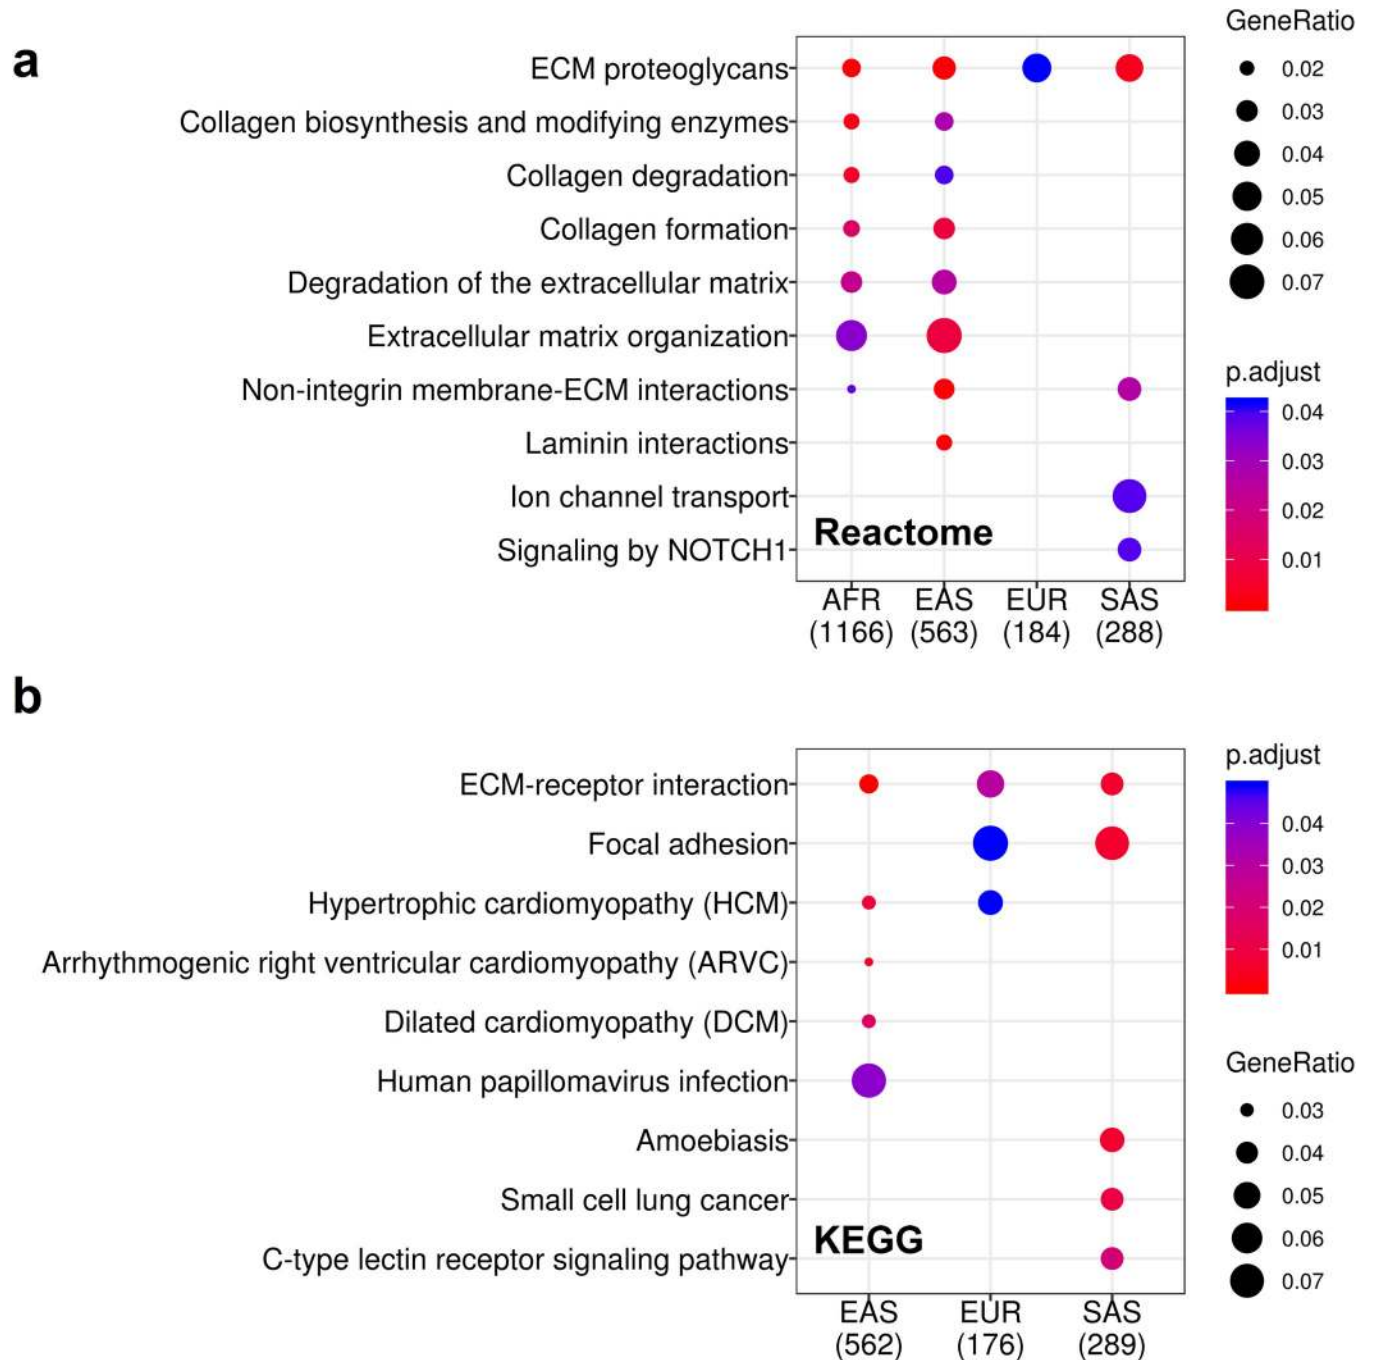 a
ECM proteoglycans
Collagen biosynthesis and modifying enzymes
Collagen degradation
Collagen formation
Degradation of the extracellular matrix
Extracellular matrix organization
Non-integrin membrane-ECM interactions
Laminin interactions
Ion channel transport
Signaling by NOTCH1
Reactome
AFR EAS EUR SAS
(1166) (563) (184) (288)
GeneRatio
0.02
0.03
0.04
0.05
0.06
0.07
p.adjust
0.04
0.03
0.02
0.01
b
ECM-receptor interaction
Focal adhesion
Hypertrophic cardiomyopathy (HCM)
Arrhythmogenic right ventricular cardiomyopathy (ARVC)
Dilated cardiomyopathy (DCM)
Human papillomavirus infection
Amoebiasis
Small cell lung cancer
C-type lectin receptor signaling pathway
KEGG
EAS EUR SAS
(562) (176) (289)
p.adjust
0.04
0.03
0.02
0.01
GeneRatio
0.03
0.04
0.05
0.06
0.07